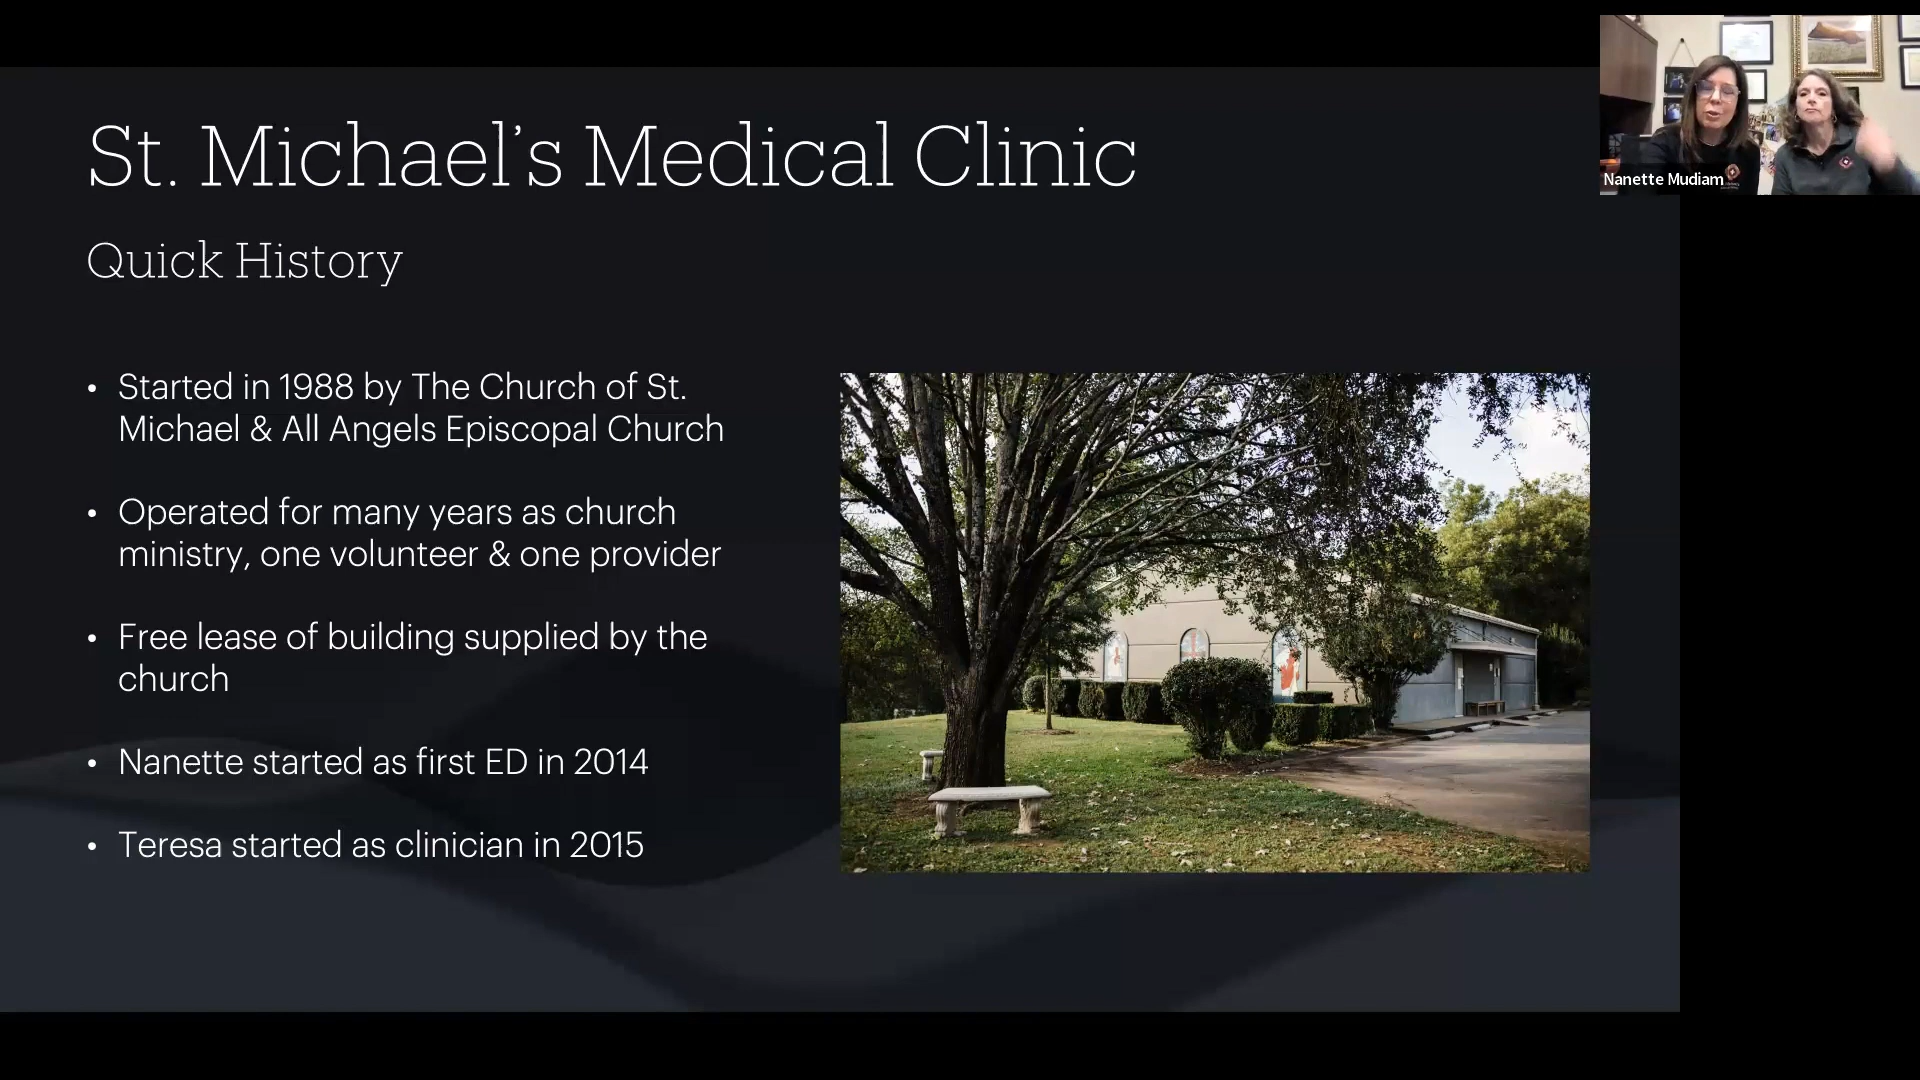 St. Michael’s Medical Clinic
Quick History
• Started in 1988 by The Church of St.
Michael & All Angels Episcopal Church
• Operated for many years as church
ministry, one volunteer & one provider
• Free lease of building supplied by the
church
• Nanette started as first ED in 2014
• Teresa started as clinician in 2015
Nanette Mudiam